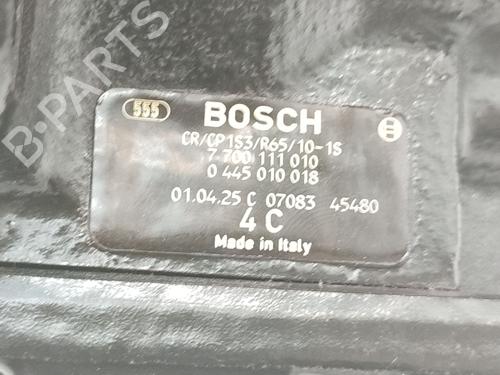 B-PARTS
555 BOSCH
CR/CP1S3/R65/10-1S
7 700 111 010
0 445 010 018
01.04.25 C 07083 45480
4 C
Made in Italy
B-PARTS